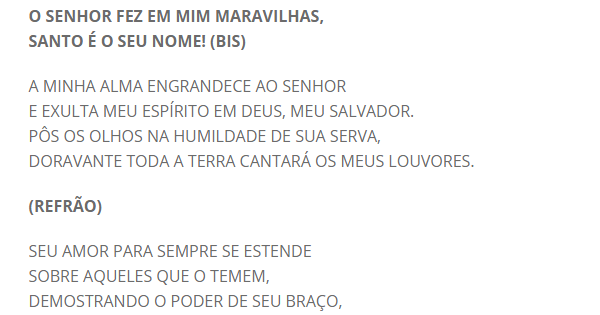 O SENHOR FEZ EM MIM MARAVILHAS,
SANTO É O SEU NOME! (BIS)
A MINHA ALMA ENGRANDECE AO SENHOR
E EXULTA MEU ESPÍRITO EM DEUS, MEU SALVADOR.
PÔS OS OLHOS NA HUMILDADE DE SUA SERVA,
DORAVANTE TODA A TERRA CANTARÁ OS MEUS LOUVORES.
(REFRÃO)
SEU AMOR PARA SEMPRE SE ESTENDE
SOBRE AQUELES QUE O TEMEM,
DEMOSTRANDO O PODER DE SEU BRAÇO,